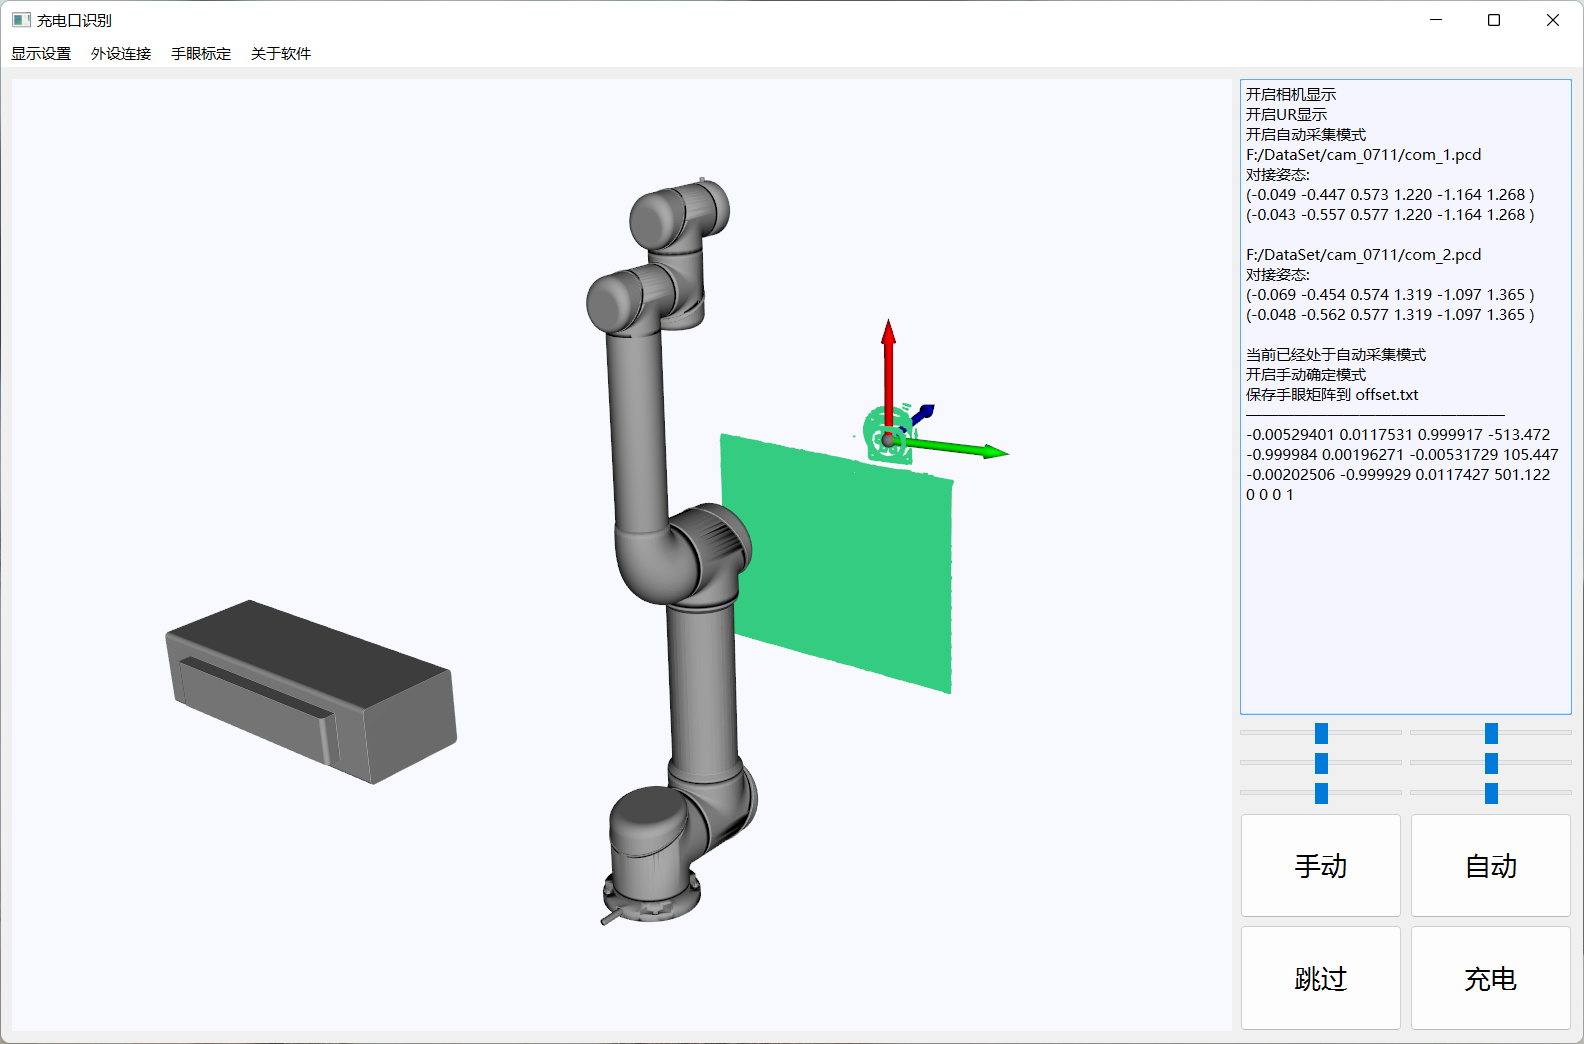 充电口识别
显示设置 外设连接 手眼标定 关于软件
开启相机显示
开启UR显示
开启自动采集模式
F:/DataSet/cam_0711/com_1.pcd
对接姿态:
(-0.049 -0.447 0.573 1.220 -1.164 1.268 )
(-0.043 -0.557 0.577 1.220 -1.164 1.268 )
F:/DataSet/cam_0711/com_2.pcd
对接姿态:
(-0.069 -0.454 0.574 1.319 -1.097 1.365 )
(-0.048 -0.562 0.577 1.319 -1.097 1.365 )
当前已经处于自动采集模式
开启手动确定模式
保存手眼矩阵到 offset.txt
-0.00529401 0.0117531 0.999917 -513.472
-0.999984 0.00196271 -0.00531729 105.447
-0.00202506 -0.999929 0.0117427 501.122
0 0 0 1
手动
自动
跳过
充电